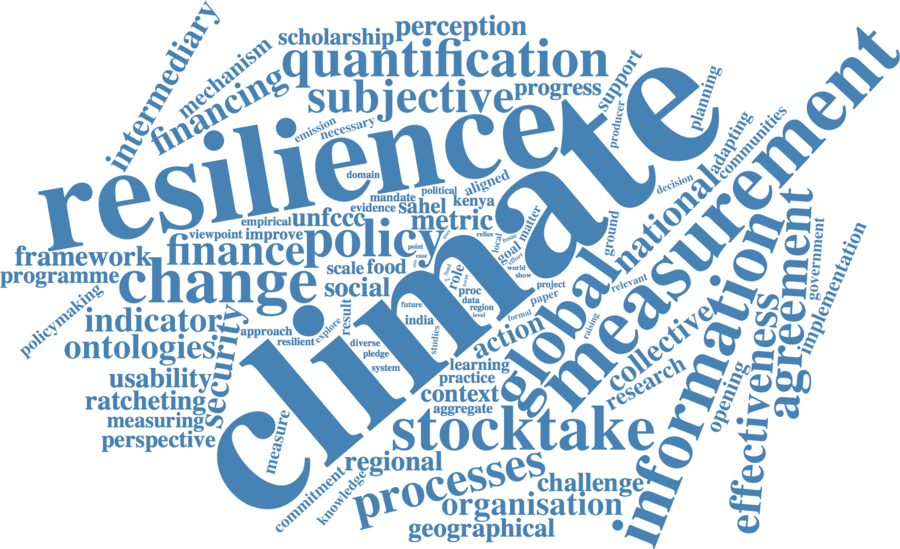 perception
scholarship
intermediary
mechanism
quantification
financing
subjective
progress
support
producer
planning
emission
necessary
resilience
climate
measurement
adapting
communities
domain
decision
political
aligned
mandate
evidence
sahel
kenya
empirical
unfccc
metric
matter
viewpoint
improve
policy
relies
local
issue
goal
effort
ground
national
framework
finance
point
case
programme
change
scale
food
role
world
show
social
proc
data
region
level
project
relevant
paper
formal
global
information
agreement
government
implementation
policymaking
indicator
security
result
future
india
approach
resilient
explore
diverse
pledge
studies
action
raising
ontologies
system
learning
collective
usability
practice
research
effectiveness
opening
ratcheting
context
measuring
aggregate
perspective
measure
stocktake
regional
processes
challenge
commitment
knowledge
organisation
geographical